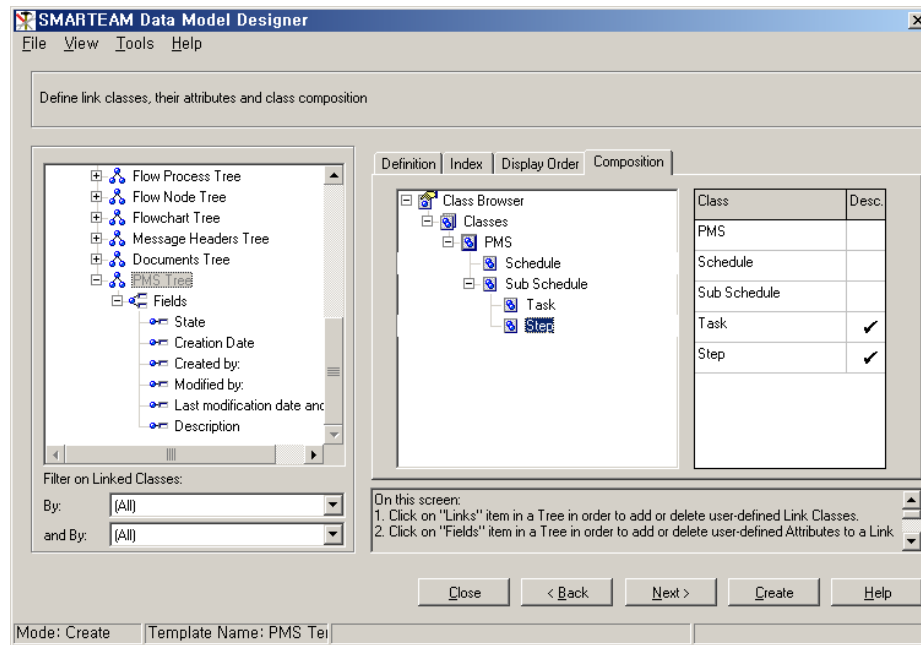 SMARTEAM Data Model Designer
File View Tools Help
Define link classes, their attributes and class composition
Flow Process Tree
Flow Node Tree
Flowchart Tree
Message Headers Tree
Documents Tree
PMS Tree
Fields
State
Creation Date
Created by:
Modified by:
Last modification date and
Description
Filter on Linked Classes:
By: (All)
and By: (All)
Definition Index Display Order Composition
Class Browser
Classes
PMS
Schedule
Sub Schedule
Task
Step
Class Desc.
PMS
Schedule
Sub Schedule
Task ✓
Step ✓
On this screen:
1. Click on "Links" item in a Tree in order to add or delete user-defined Link Classes.
2. Click on "Fields" item in a Tree in order to add or delete user-defined Attributes to a Link
Close < Back Next > Create Help
Mode: Create Template Name: PMS Ter